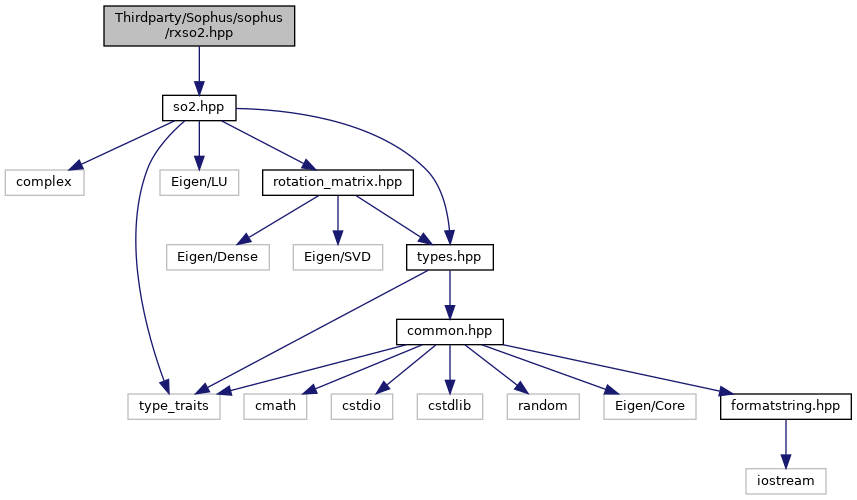 Thirdparty/Sophus/sophus
/rxso2.hpp
so2.hpp
complex
Eigen/LU
rotation_matrix.hpp
Eigen/Dense
Eigen/SVD
types.hpp
common.hpp
type_traits
cmath
cstdio
cstdlib
random
Eigen/Core
formatstring.hpp
iostream